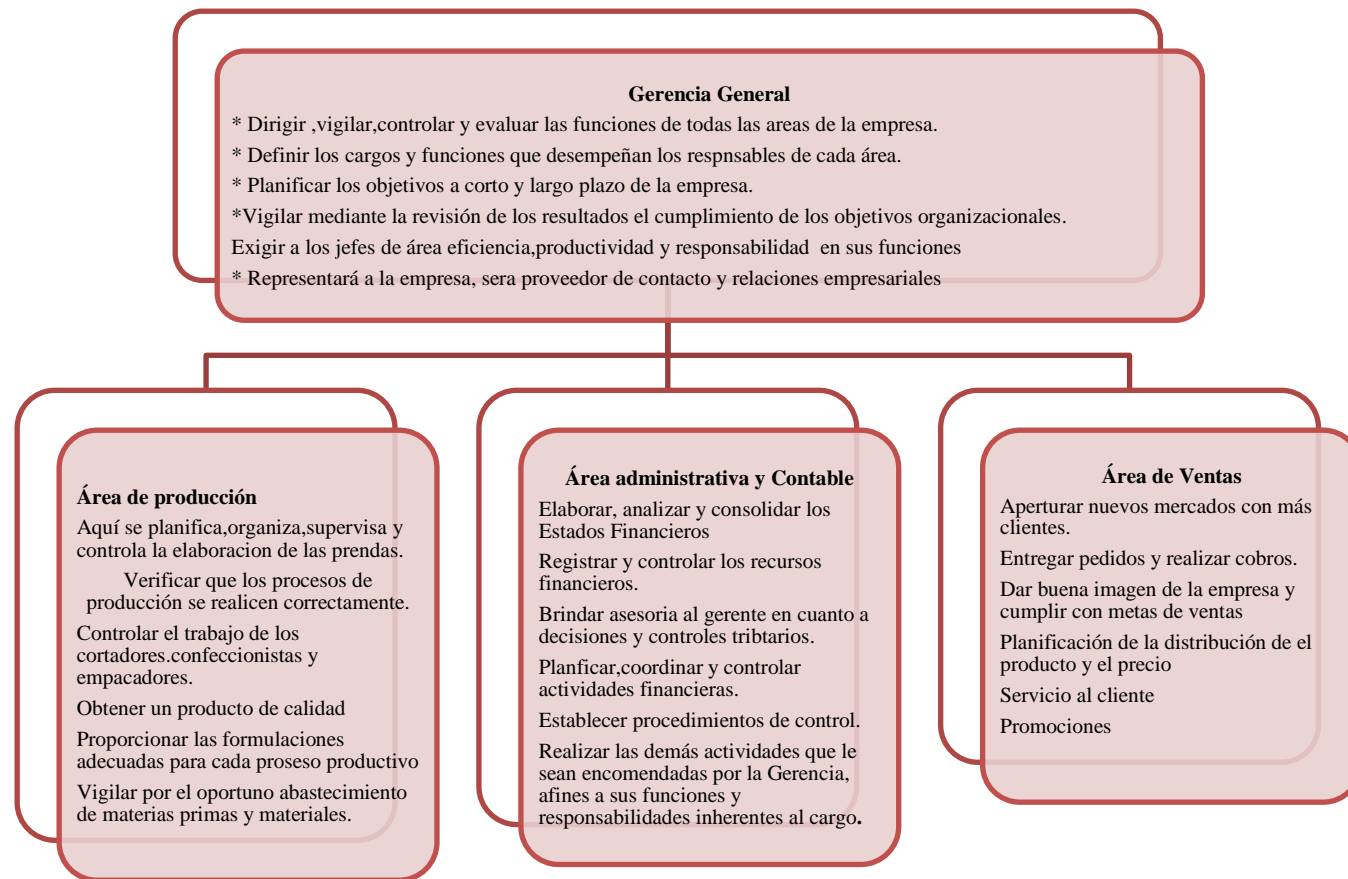 Gerencia General
* Dirigir ,vigilar,controlar y evaluar las funciones de todas las areas de la empresa.
* Definir los cargos y funciones que desempeñan los respnsables de cada área.
* Planificar los objetivos a corto y largo plazo de la empresa.
*Vigilar mediante la revisión de los resultados el cumplimiento de los objetivos organizacionales.
Exigir a los jefes de área eficiencia,productividad y responsabilidad en sus funciones
* Representará a la empresa, sera proveedor de contacto y relaciones empresariales
Área de producción
Aquí se planifica,organiza,supervisa y
controla la elaboracion de las prendas.
Verificar que los procesos de
producción se realicen correctamente.
Controlar el trabajo de los
cortadores.confeccionistas y
empacadores.
Obtener un producto de calidad
Proporcionar las formulaciones
adecuadas para cada proseso productivo
Vigilar por el oportuno abastecimiento
de materias primas y materiales.
Área administrativa y Contable
Elaborar, analizar y consolidar los
Estados Financieros
Registrar y controlar los recursos
financieros.
Brindar asesoria al gerente en cuanto a
decisiones y controles tribtarios.
Planficar,coordinar y controlar
actividades financieras.
Establecer procedimientos de control.
Realizar las demás actividades que le
sean encomendadas por la Gerencia,
afines a sus funciones y
responsabilidades inherentes al cargo.
Área de Ventas
Aperturar nuevos mercados con más
clientes.
Entregar pedidos y realizar cobros.
Dar buena imagen de la empresa y
cumplir con metas de ventas
Planificación de la distribución de el
producto y el precio
Servicio al cliente
Promociones